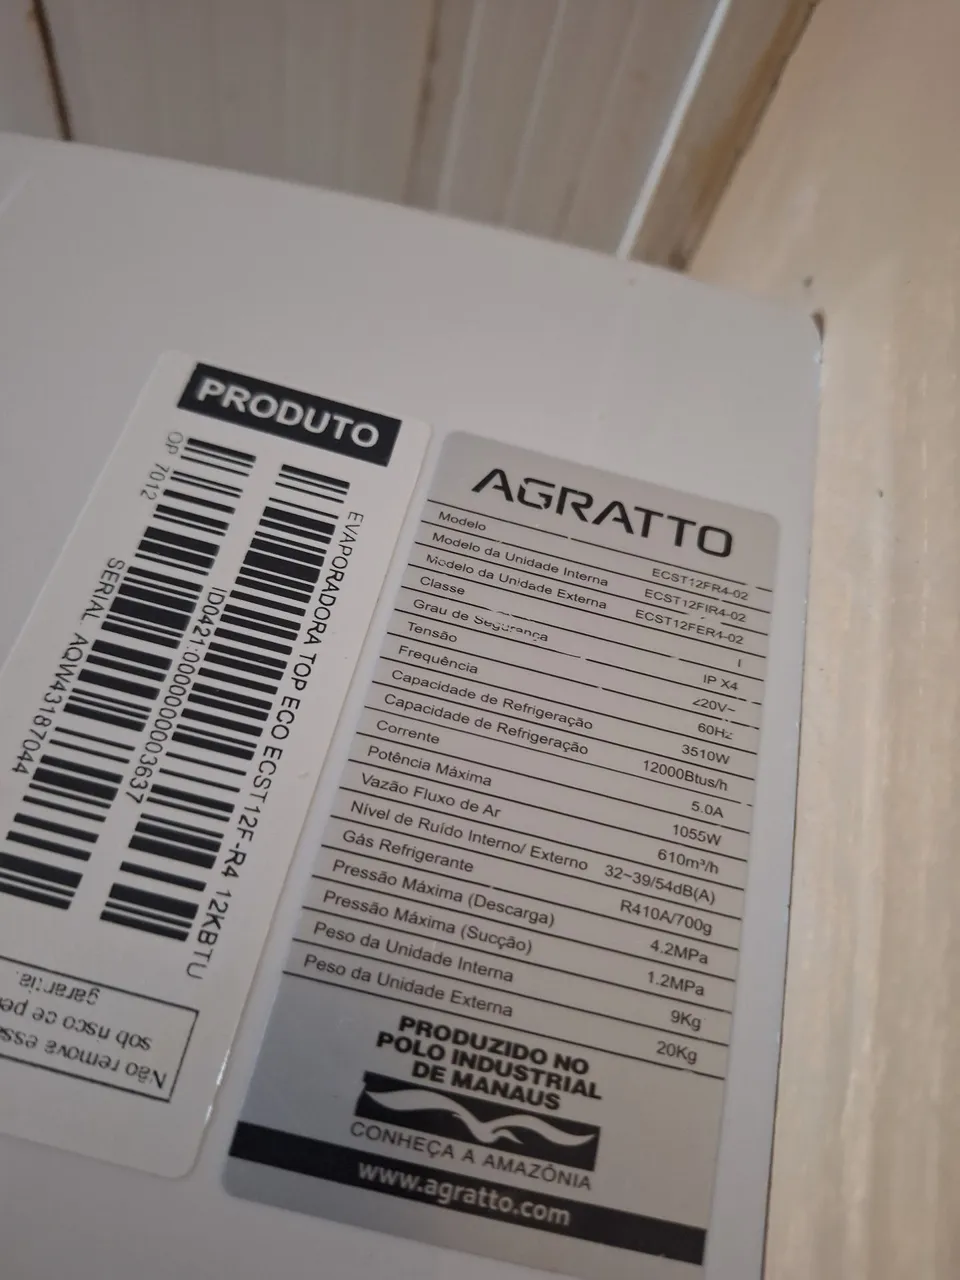 PRODUTO
OP 7012
EVAPORADORA TOP ECO ECST12F-R4 12KBTU
ID0421:0000000003637
SERIAL AQW43187044
Não remova esse
sob risco de pe
garantia.
AGRATTO
Modelo ECST12FR4-02
Modelo da Unidade Interna ECST12FIR4-02
Modelo da Unidade Externa ECST12FER4-02
Classe I
Grau de Segurança IP X4
Tensão 220V~
Frequência 60Hz
Capacidade de Refrigeração 3510W
Capacidade de Refrigeração 12000Btus/h
Corrente 5.0A
Potência Máxima 1055W
Vazão Fluxo de Ar 610m³/h
Nível de Ruído Interno/ Externo 32~39/54dB(A)
Gás Refrigerante R410A/700g
Pressão Máxima (Descarga) 4.2MPa
Pressão Máxima (Sucção) 1.2MPa
Peso da Unidade Interna 9Kg
Peso da Unidade Externa 20Kg
PRODUZIDO NO
POLO INDUSTRIAL
DE MANAUS
CONHEÇA A AMAZÔNIA
www.agratto.com